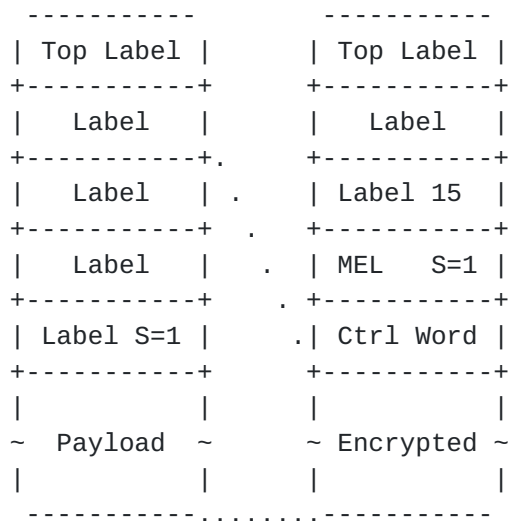 Top Label Top Label
Label Label
Label Label 15
Label MEL S=1
Label S=1 Ctrl Word
Payload Encrypted